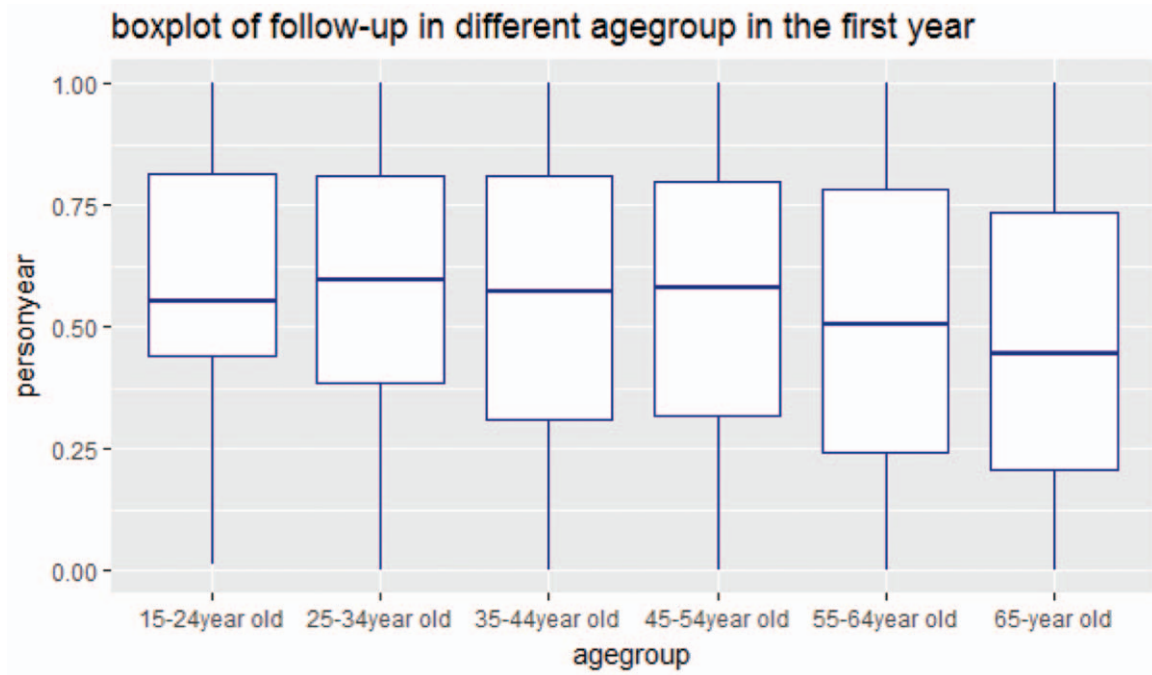 boxplot of follow-up in different agegroup in the first year
1.00
0.75
0.50
0.25
0.00
personyear
15-24year old 25-34year old 35-44year old 45-54year old 55-64year old 65-year old
agegroup